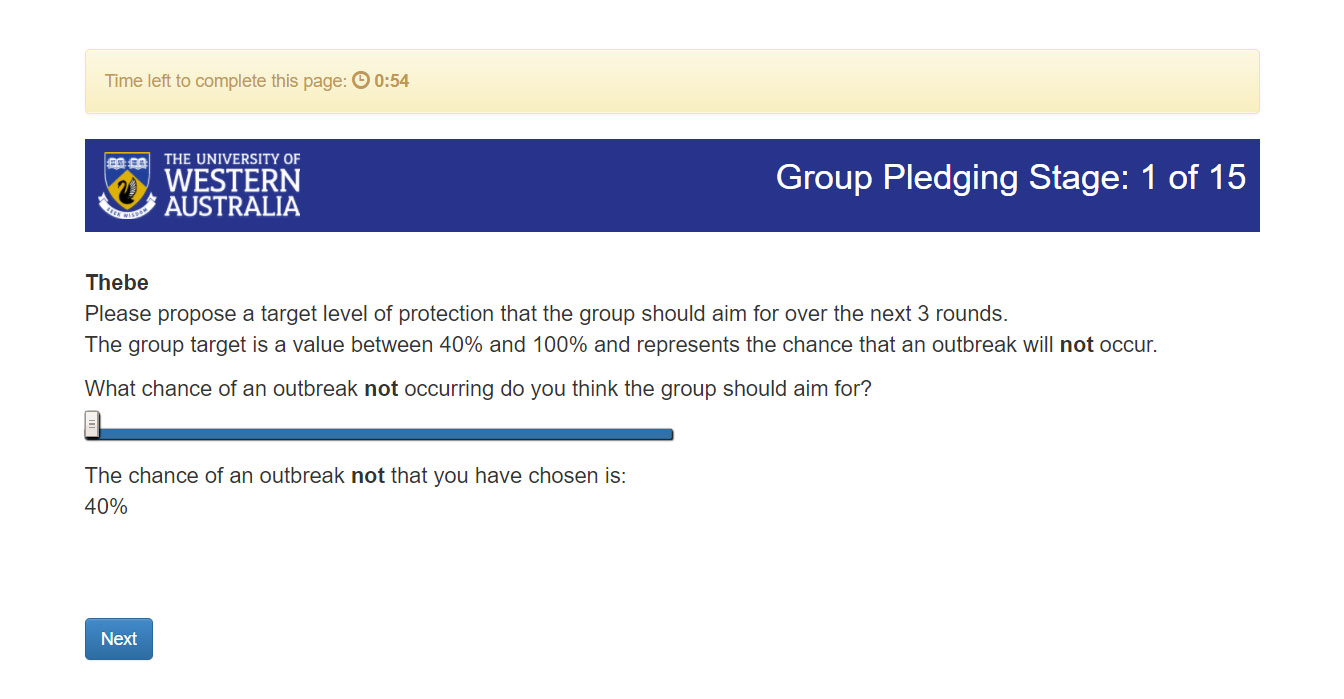 Time left to complete this page: 0:54
THE UNIVERSITY OF
WESTERN
AUSTRALIA
SEEK WISDOM
Group Pledging Stage: 1 of 15
Thebe
Please propose a target level of protection that the group should aim for over the next 3 rounds.
The group target is a value between 40% and 100% and represents the chance that an outbreak will not occur.
What chance of an outbreak not occurring do you think the group should aim for?
The chance of an outbreak not that you have chosen is:
40%
Next